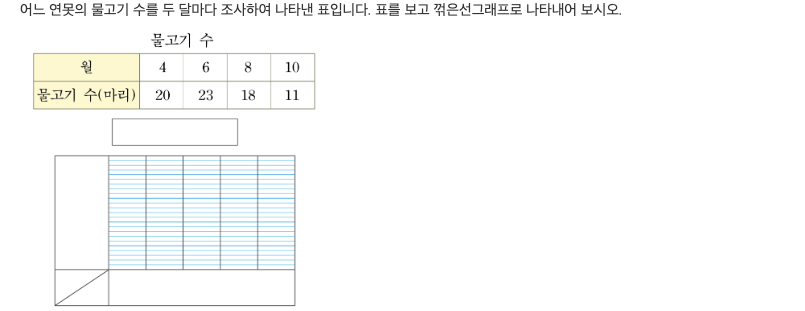 어느 연못의 물고기 수를 두 달마다 조사하여 나타낸 표입니다. 표를 보고 꺾은선그래프로 나타내어 보시오.
물고기 수
월 4 6 8 10
물고기 수(마리) 20 23 18 11